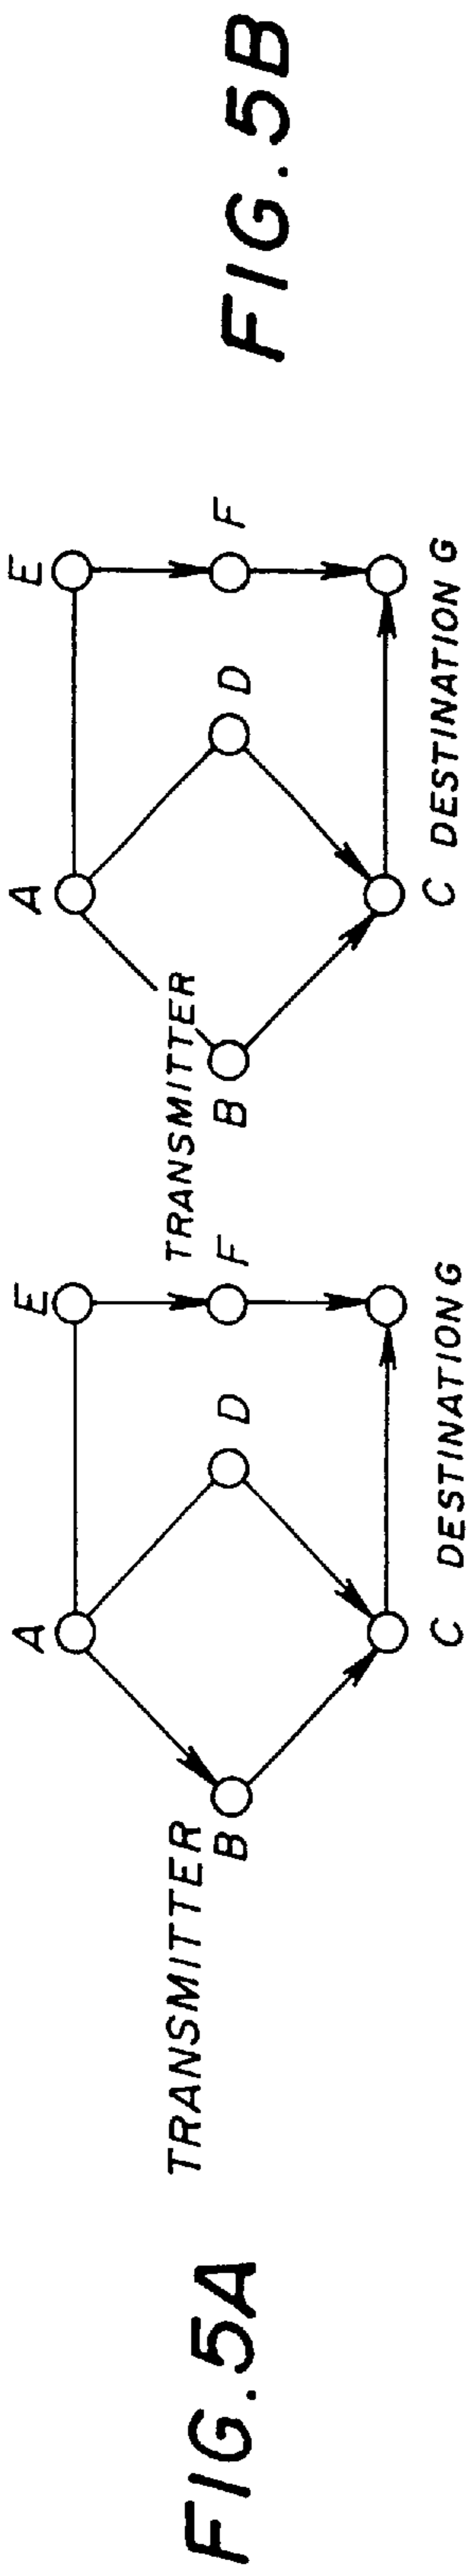 FIG. 5A
TRANSMITTER
A
B
C
D
E
F
DESTINATION G
FIG. 5B
TRANSMITTER
A
B
C
D
E
F
DESTINATION G